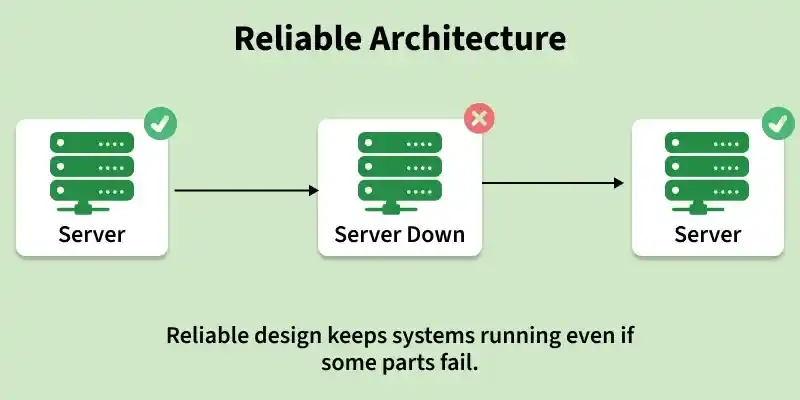 Reliable Architecture
Server
Server Down
Server
Reliable design keeps systems running even if
some parts fail.